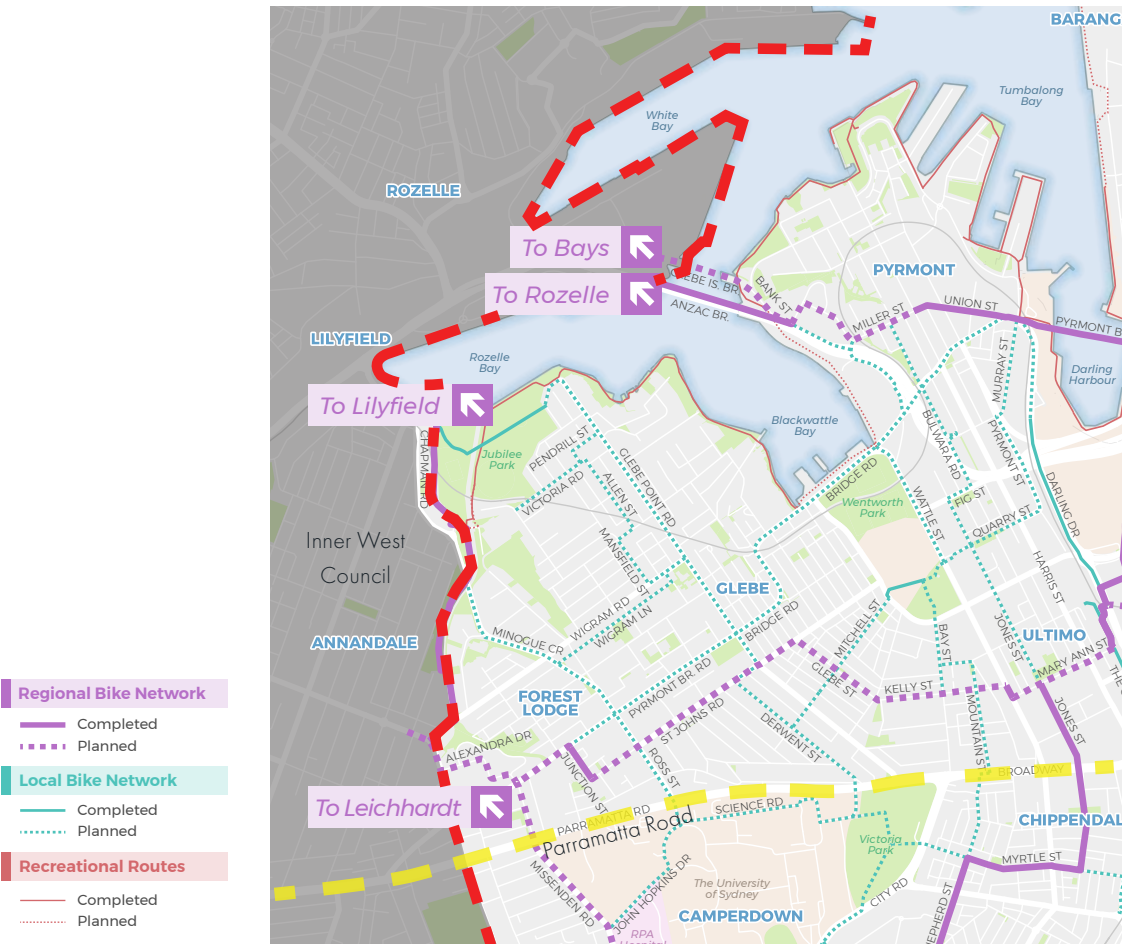 BARANG
Tumbalong
Bay
White
Bay
ROZELLE
To Bays
PYRMONT
To Rozelle
GLEBE IS. BR.
ANZAC BR.
BANK ST
MILLER ST
UNION ST
PYRMONT B
LILYFIELD
Rozelle
Bay
MURRAY ST
Darling
Harbour
To Lilyfield
Blackwattle
Bay
CHAPMAN RD
Jubilee
Park
PENDRILL ST
GLEBE POINT RD
BULWARA RD
PYRMONT ST
VICTORIA RD
ALLEN ST
BRIDGE RD
Wentworth
Park
WATTLE ST
FIG ST
QUARRY ST
DARLING DR
Inner West
Council
MANSFIELD ST
HARRIS ST
GLEBE
WIGRAM RD
WIGRAM LN
BRIDGE RD
MITCHELL ST
BAY ST
JONES ST
ULTIMO
ANNANDALE
MINOGUE CR
MARY ANN ST
THE
GLEBE ST
KELLY ST
FOREST
LODGE
PYRMONT BR. RD
ST JOHNS RD
DERWENT ST
MOUNTAIN ST
JONES ST
Regional Bike Network
Completed
Planned
ALEXANDRA DR
JUNCTION ST
ROSS ST
BROADWAY
Local Bike Network
Completed
Planned
To Leichhardt
PARRAMATTA RD
SCIENCE RD
Parramatta Road
CHIPPENDAL
Victoria
Park
MYRTLE ST
Recreational Routes
Completed
Planned
MISSENDEN RD
JOHN HOPKINS DR
The University
of Sydney
CITY RD
CAMPERDOWN
HEPHERD ST
RPA
Hospital